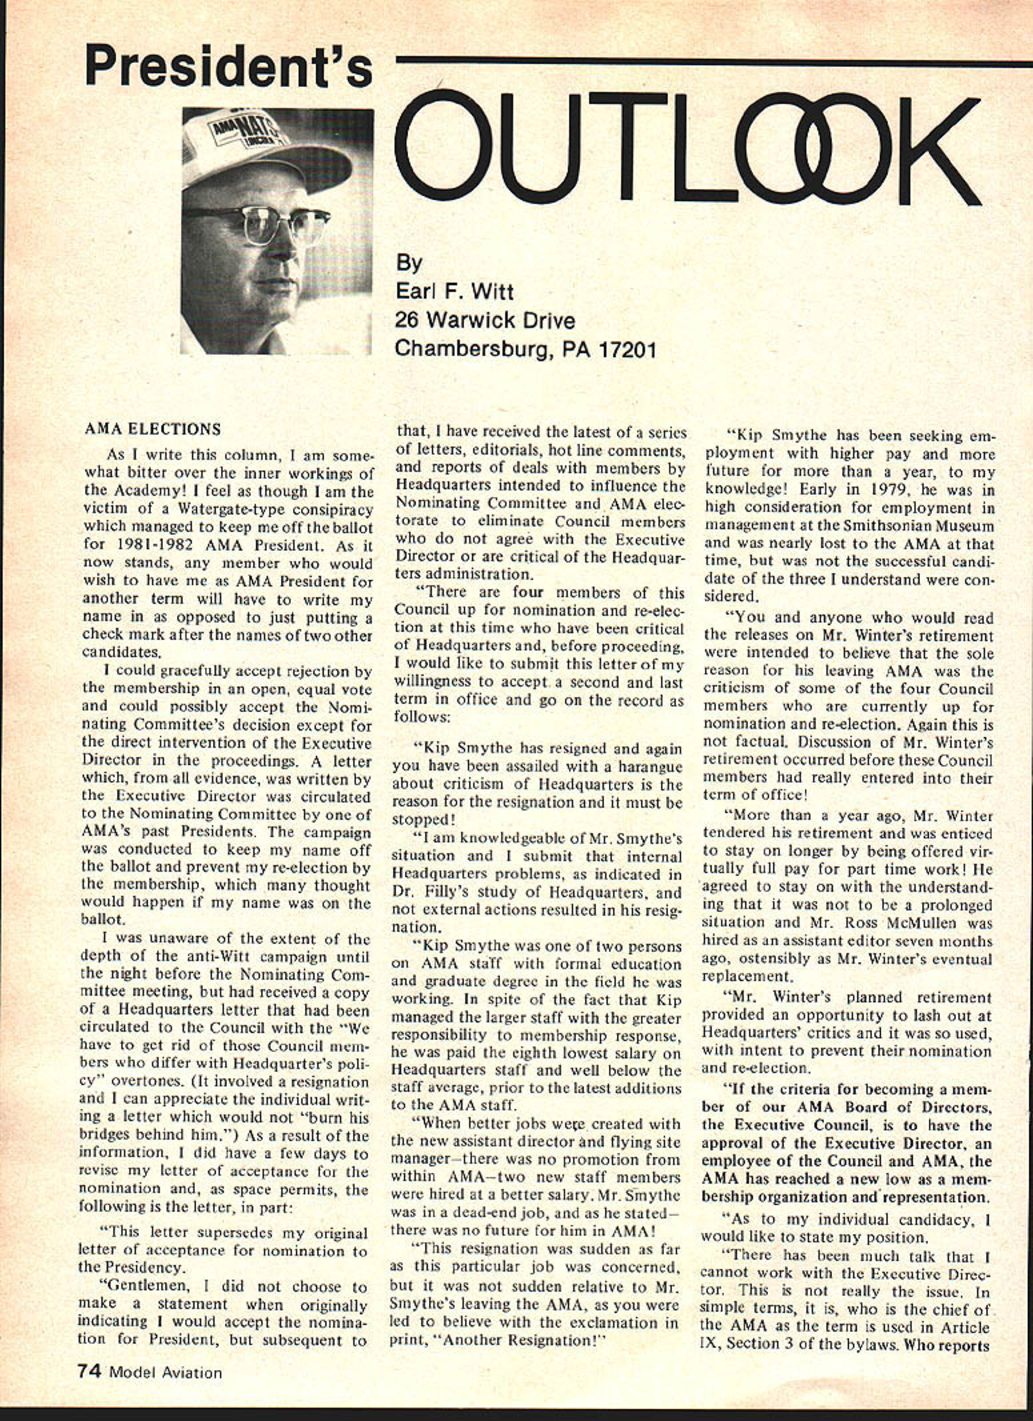 President's
OUTLOOK
AMA NATS
LINCOLN
By
Earl F. Witt
26 Warwick Drive
Chambersburg, PA 17201
AMA ELECTIONS
As I write this column, I am some-
what bitter over the inner workings of
the Academy! I feel as though I am the
victim of a Watergate-type consipiracy
which managed to keep me off the ballot
for 1981-1982 AMA President. As it
now stands, any member who would
wish to have me as AMA President for
another term will have to write my
name in as opposed to just putting a
check mark after the names of two other
candidates.
I could gracefully accept rejection by
the membership in an open, equal vote
and could possibly accept the Nomi-
nating Committee's decision except for
the direct intervention of the Executive
Director in the proceedings. A letter
which, from all evidence, was written by
the Executive Director was circulated
to the Nominating Committee by one of
AMA's past Presidents. The campaign
was conducted to keep my name off
the ballot and prevent my re-election by
the membership, which many thought
would happen if my name was on the
ballot.
I was unaware of the extent of the
depth of the anti-Witt campaign until
the night before the Nominating Com-
mittee meeting, but had received a copy
of a Headquarters letter that had been
circulated to the Council with the "We
have to get rid of those Council mem-
bers who differ with Headquarter's poli-
cy" overtones. (It involved a resignation
and I can appreciate the individual writ-
ing a letter which would not "burn his
bridges behind him.") As a result of the
information, I did have a few days to
revise my letter of acceptance for the
nomination and, as space permits, the
following is the letter, in part:
"This letter supersedes my original
letter of acceptance for nomination to
the Presidency.
"Gentlemen, I did not choose to
make a statement when originally
indicating I would accept the nomina-
tion for President, but subsequent to
that, I have received the latest of a series
of letters, editorials, hot line comments,
and reports of deals with members by
Headquarters intended to influence the
Nominating Committee and AMA elec-
torate to eliminate Council members
who do not agree with the Executive
Director or are critical of the Headquar-
ters administration.
"There are four members of this
Council up for nomination and re-elec-
tion at this time who have been critical
of Headquarters and, before proceeding,
I would like to submit this letter of my
willingness to accept a second and last
term in office and go on the record as
follows:
"Kip Smythe has resigned and again
you have been assailed with a harangue
about criticism of Headquarters is the
reason for the resignation and it must be
stopped!
"I am knowledgeable of Mr. Smythe's
situation and I submit that internal
Headquarters problems, as indicated in
Dr. Filly's study of Headquarters, and
not external actions resulted in his resig-
nation.
"Kip Smythe was one of two persons
on AMA staff with formal education
and graduate degree in the field he was
working. In spite of the fact that Kip
managed the larger staff with the greater
responsibility to membership response,
he was paid the eighth lowest salary on
Headquarters staff and well below the
staff average, prior to the latest additions
to the AMA staff.
"When better jobs were created with
the new assistant director and flying site
manager—there was no promotion from
within AMA—two new staff members
were hired at a better salary. Mr. Smythe
was in a dead-end job, and as he stated—
there was no future for him in AMA!
"This resignation was sudden as far
as this particular job was concerned,
but it was not sudden relative to Mr.
Smythe's leaving the AMA, as you were
led to believe with the exclamation in
print, "Another Resignation!"
"Kip Smythe has been seeking em-
ployment with higher pay and more
future for more than a year, to my
knowledge! Early in 1979, he was in
high consideration for employment in
management at the Smithsonian Museum
and was nearly lost to the AMA at that
time, but was not the successful candi-
date of the three I understand were con-
sidered.
"You and anyone who would read
the releases on Mr. Winter's retirement
were intended to believe that the sole
reason for his leaving AMA was the
criticism of some of the four Council
members who are currently up for
nomination and re-election. Again this is
not factual. Discussion of Mr. Winter's
retirement occurred before these Council
members had really entered into their
term of office!
"More than a year ago, Mr. Winter
tendered his retirement and was enticed
to stay on longer by being offered vir-
tually full pay for part time work! He
agreed to stay on with the understand-
ing that it was not to be a prolonged
situation and Mr. Ross McMullen was
hired as an assistant editor seven months
ago, ostensibly as Mr. Winter's eventual
replacement.
"Mr. Winter's planned retirement
provided an opportunity to lash out at
Headquarters' critics and it was so used,
with intent to prevent their nomination
and re-election.
"If the criteria for becoming a mem-
ber of our AMA Board of Directors,
the Executive Council, is to have the
approval of the Executive Director, an
employee of the Council and AMA, the
AMA has reached a new low as a mem-
bership organization and representation.
"As to my individual candidacy, I
would like to state my position.
"There has been much talk that I
cannot work with the Executive Direc-
tor. This is not really the issue. In
simple terms, it is, who is the chief of
the AMA as the term is used in Article
IX, Section 3 of the bylaws. Who reports
74 Model Aviation